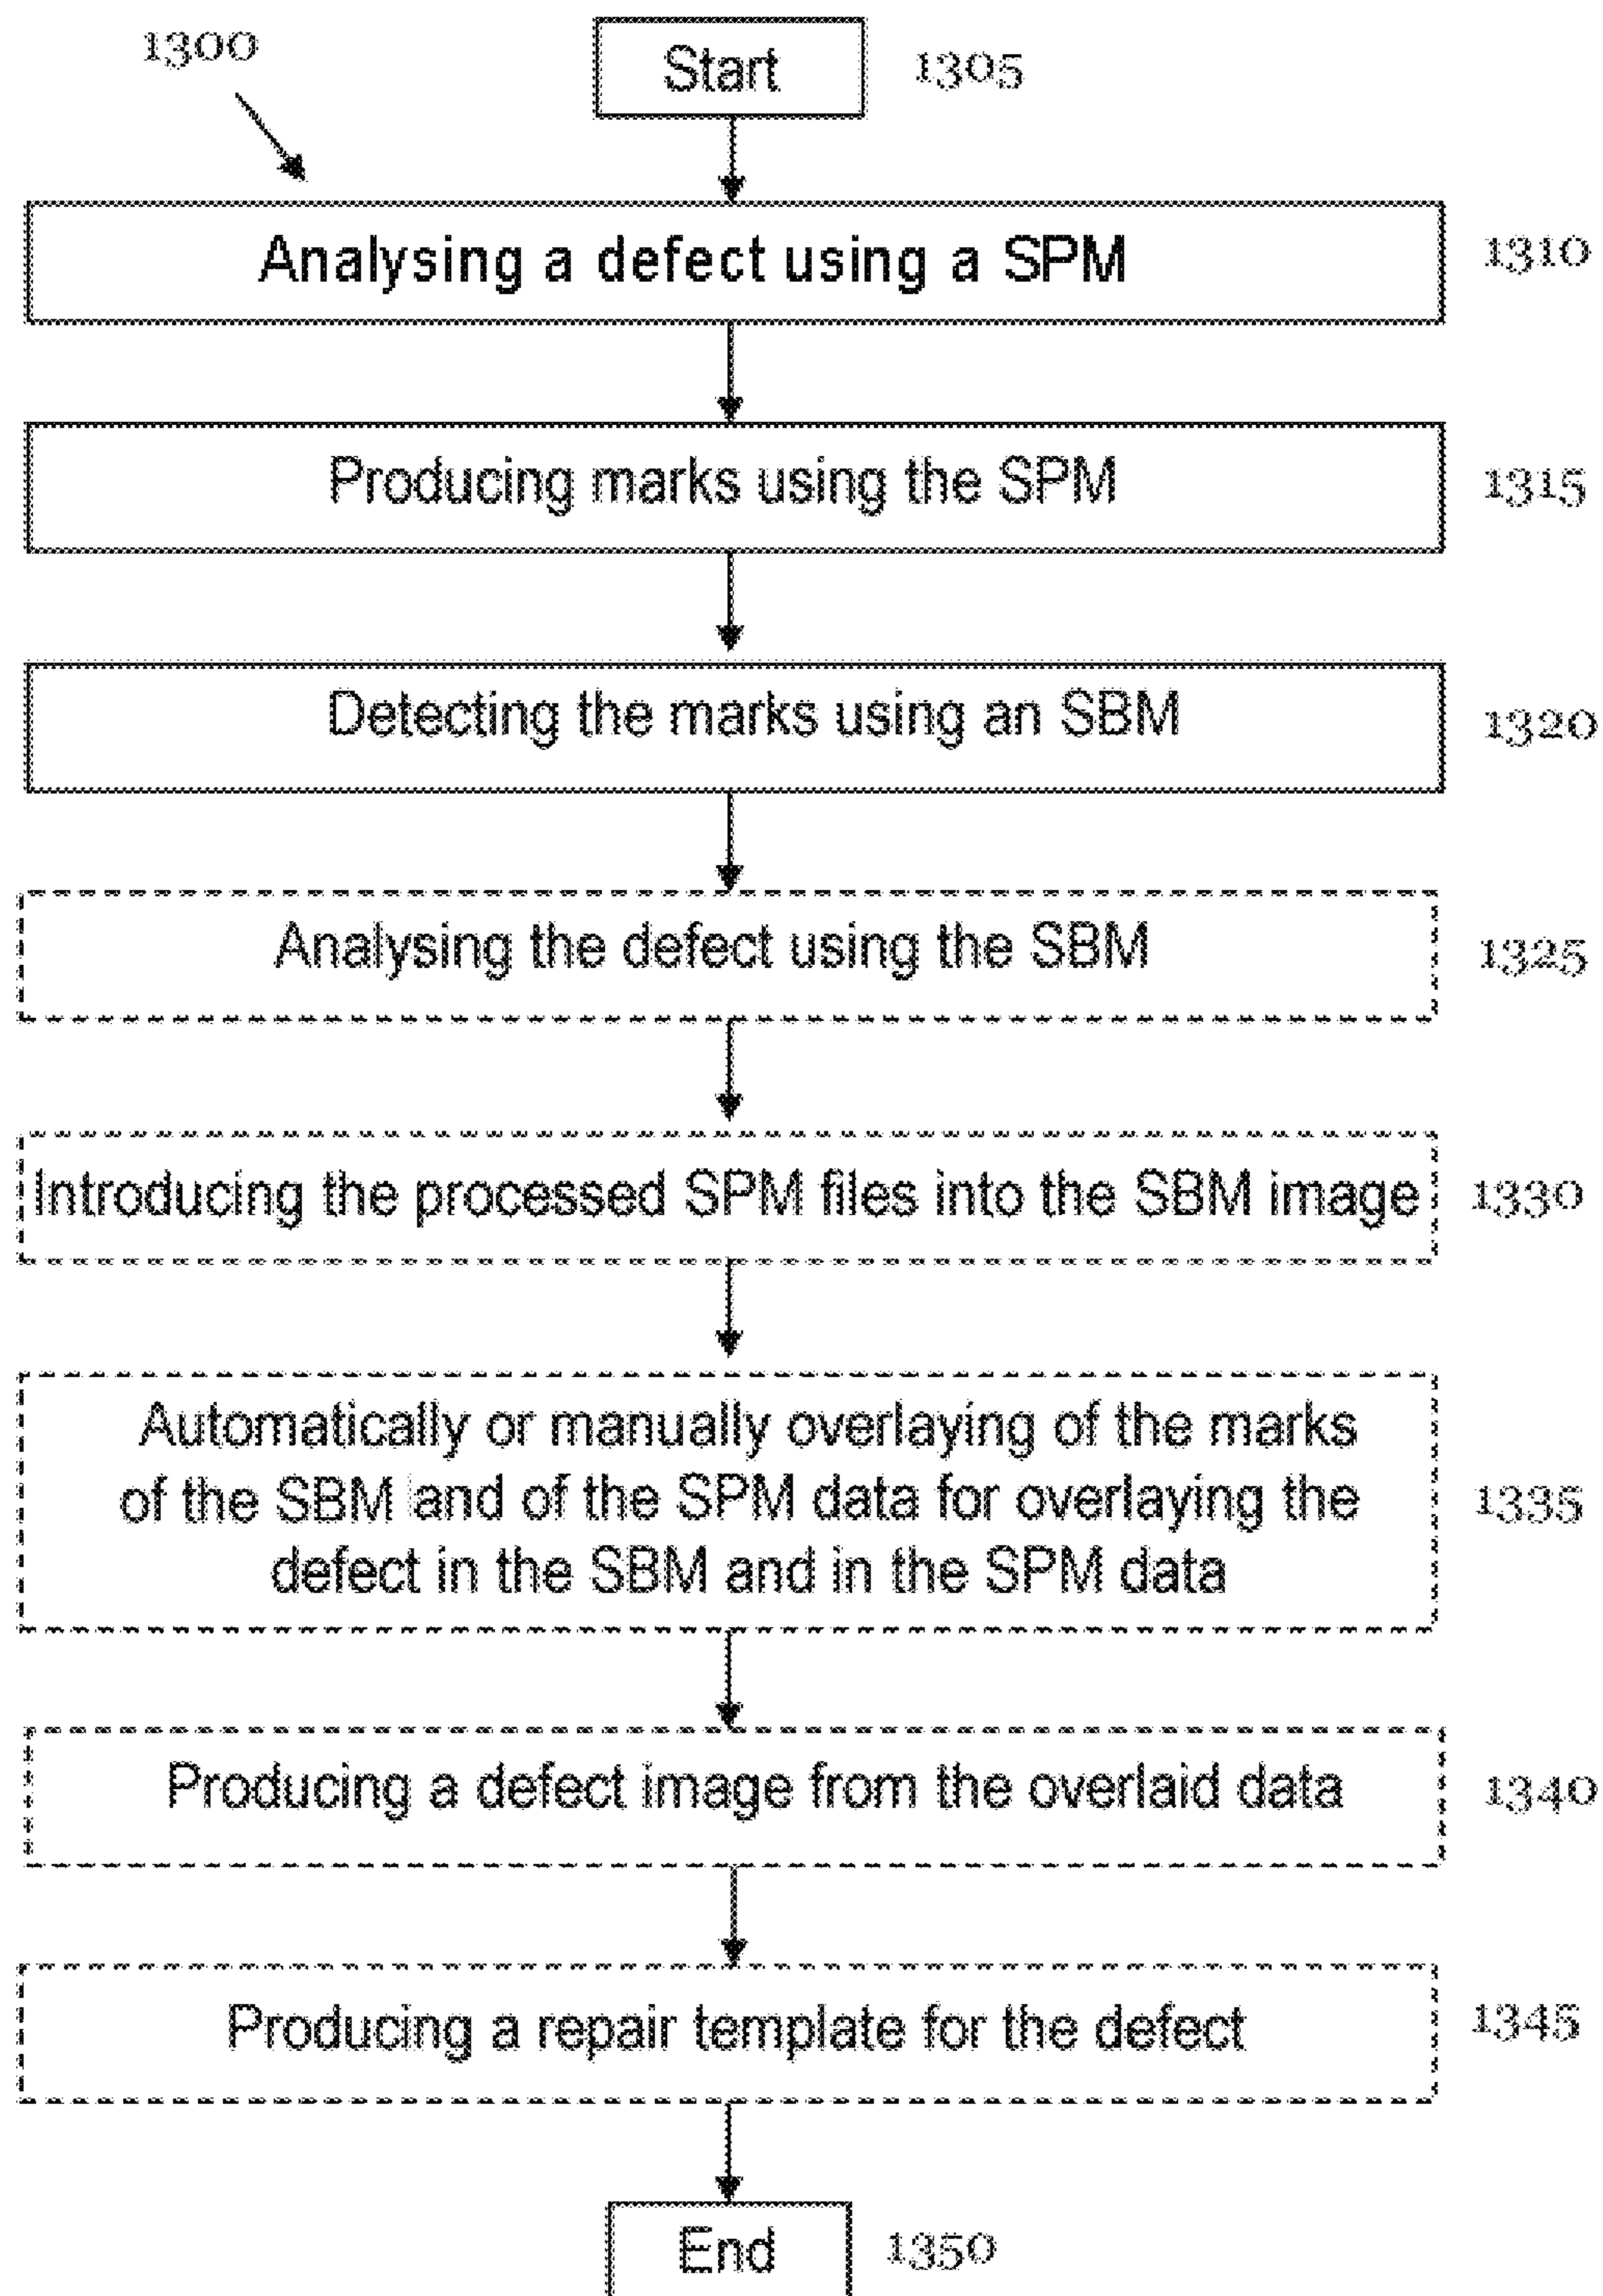 1300
Start
1305
Analysing a defect using a SPM
1310
Producing marks using the SPM
1315
Detecting the marks using an SBM
1320
Analysing the defect using the SBM
1325
Introducing the processed SPM files into the SBM image
1330
Automatically or manually overlaying of the marks
of the SBM and of the SPM data for overlaying the
defect in the SBM and in the SPM data
1335
Producing a defect image from the overlaid data
1340
Producing a repair template for the defect
1345
End
1350